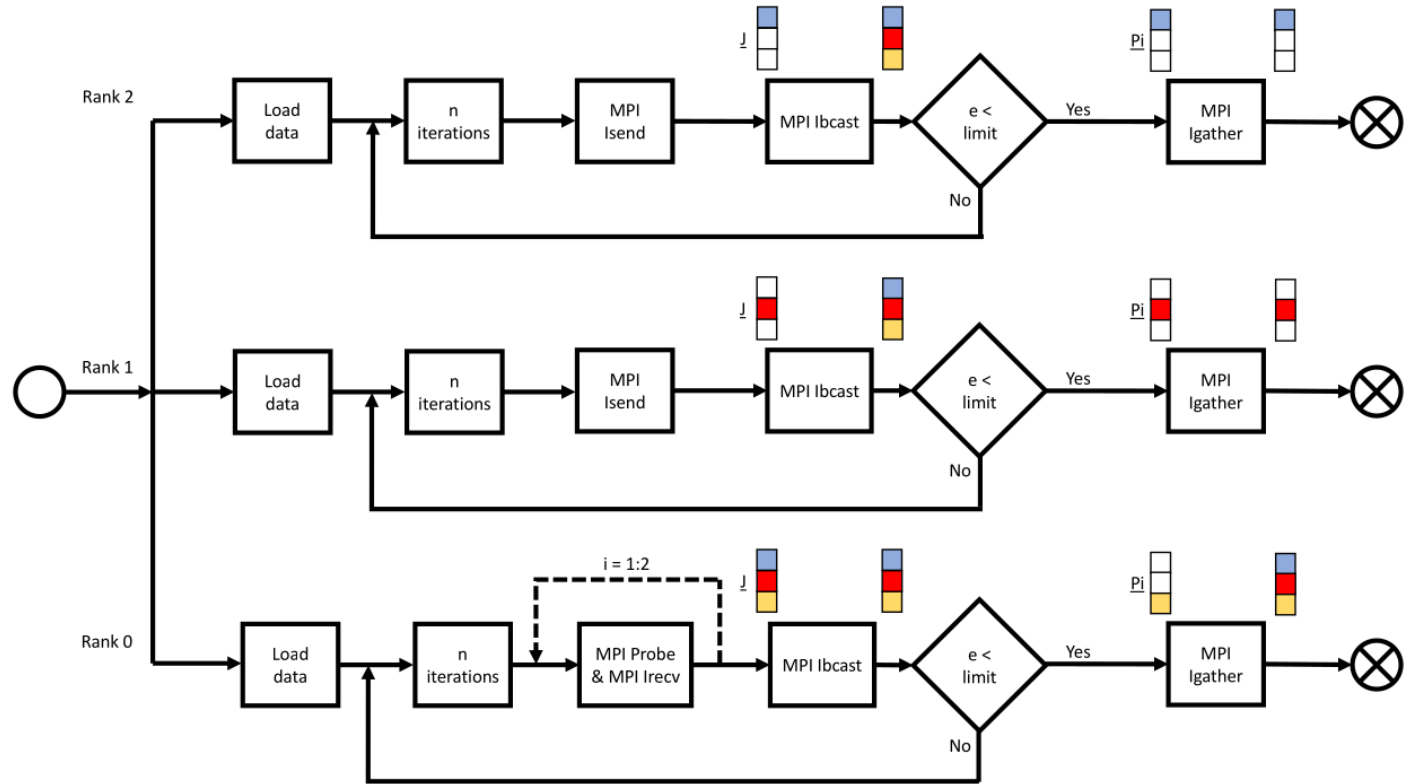 Rank 2
Load
data
n
iterations
MPI
Isend
J
MPI Ibcast
e <
limit
Yes
No
Pi
MPI
Igather
Rank 1
Load
data
n
iterations
MPI
Isend
J
MPI Ibcast
e <
limit
Yes
No
Pi
MPI
Igather
Rank 0
Load
data
n
iterations
i = 1:2
MPI Probe
& MPI Irecv
J
MPI Ibcast
e <
limit
Yes
No
Pi
MPI
Igather